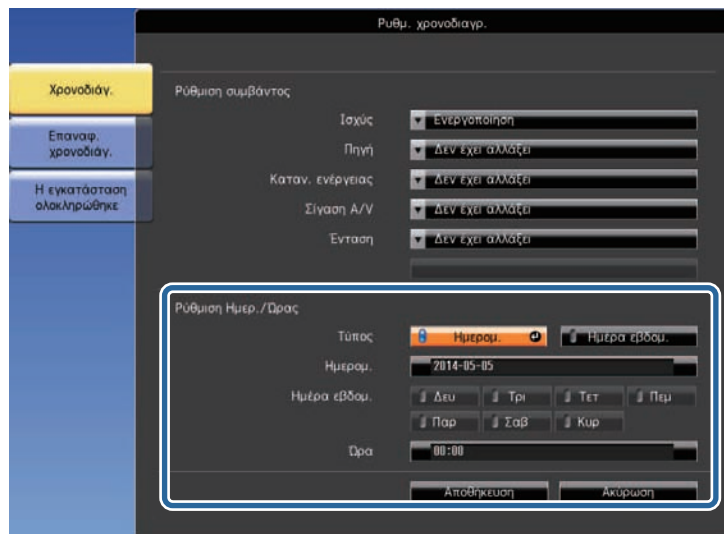 Ρυθμ. χρονοδιαγρ.
Χρονοδιάγ.
Επαναφ.
χρονοδιάγ.
Η εγκατάσταση
ολοκληρώθηκε
Ρύθμιση συμβάντος
Ισχύς Ενεργοποίηση
Πηγή Δεν έχει αλλάξει
Καταν. ενέργειας Δεν έχει αλλάξει
Σίγαση A/V Δεν έχει αλλάξει
Ένταση Δεν έχει αλλάξει
Ρύθμιση Ημερ./Ώρας
Τύπος Ημερομ. Ημέρα εβδομ.
Ημερομ. 2014-05-05
Ημέρα εβδομ. Δευ Τρι Τετ Πεμ
Παρ Σαβ Κυρ
Ώρα 00:00
Αποθήκευση Ακύρωση